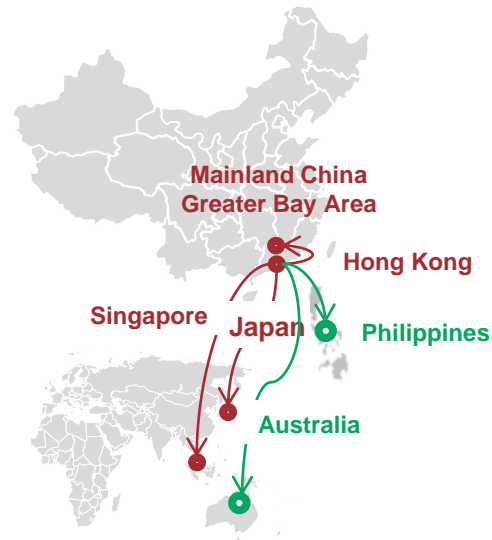 Mainland China
Greater Bay Area
Hong Kong
Singapore
Japan
Philippines
Australia